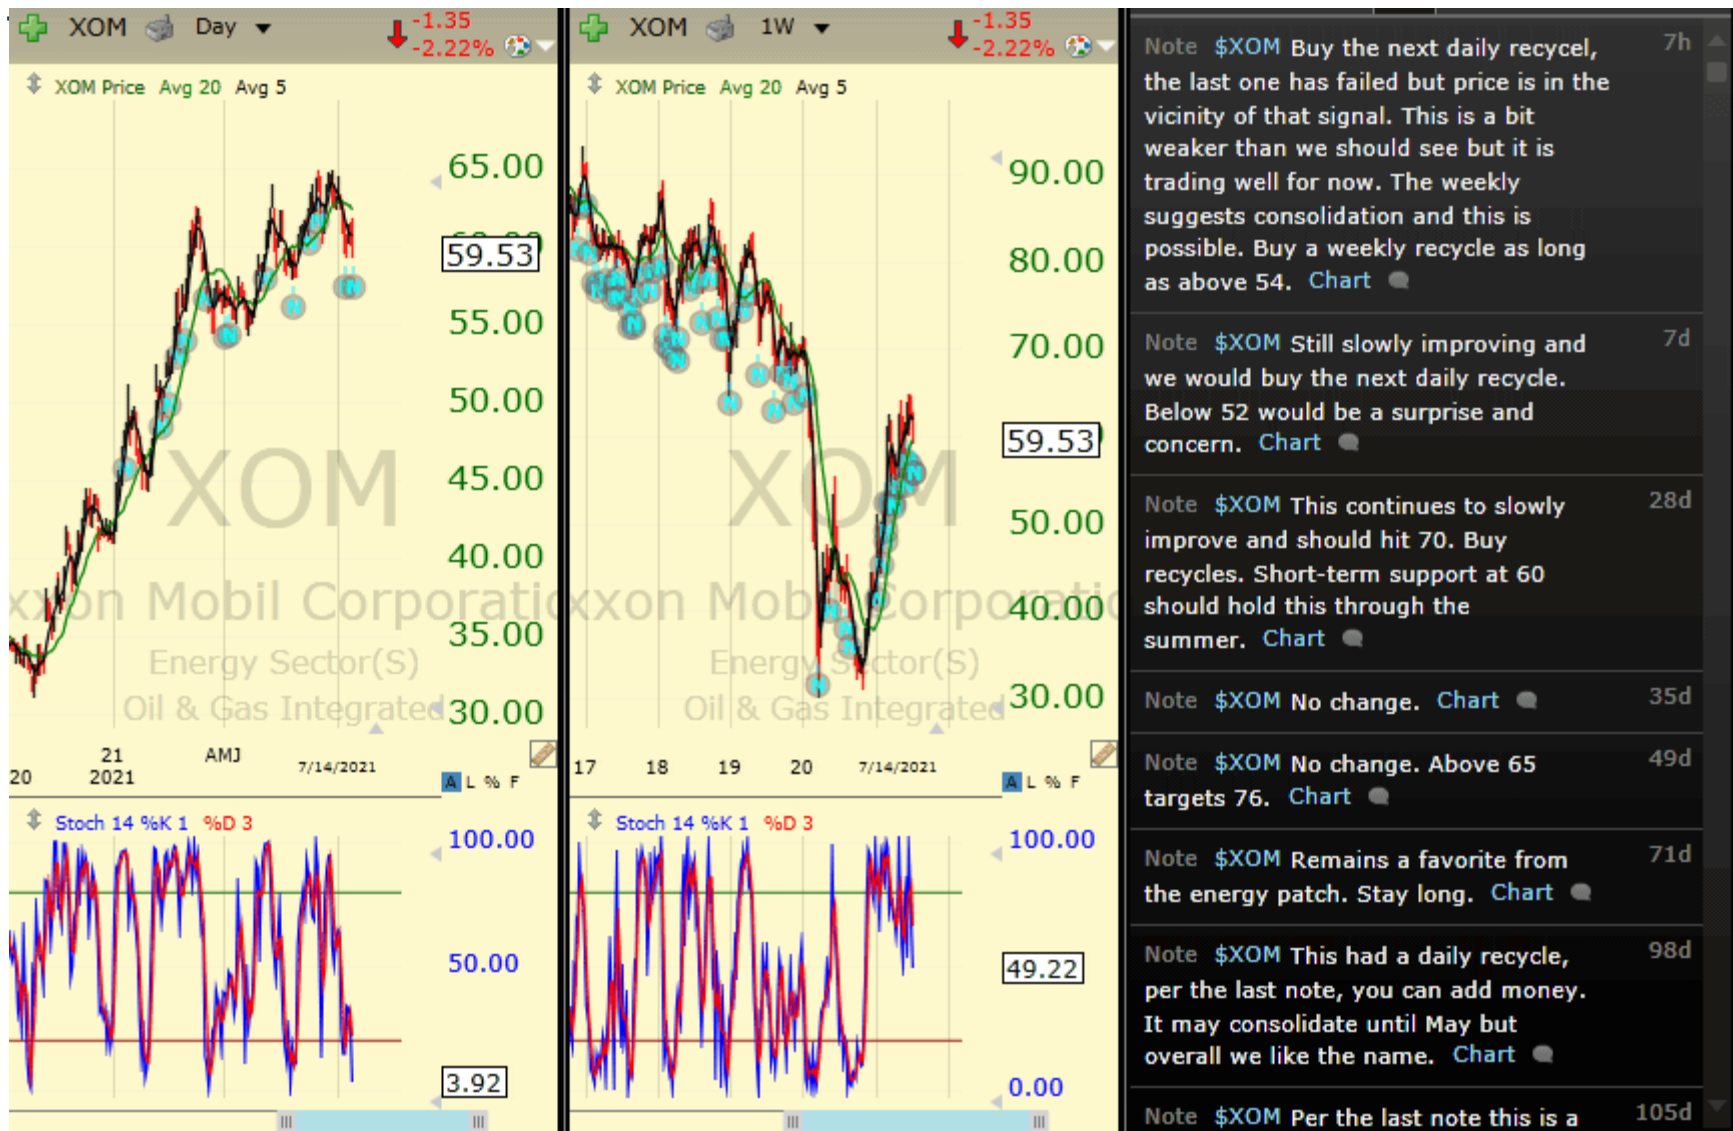 XOM Day
-1.35
-2.22%
XOM Price Avg 20 Avg 5
65.00
59.53
55.00
50.00
45.00
40.00
35.00
30.00
XOM
xxon Mobil Corporatio
Energy Sector(S)
Oil & Gas Integrated
20
21
2021
AMJ
7/14/2021
A L % F
Stoch 14 %K 1 %D 3
100.00
50.00
3.92
XOM 1W
-1.35
-2.22%
XOM Price Avg 20 Avg 5
90.00
80.00
70.00
59.53
50.00
40.00
30.00
XOM
xxon Mobil Corporatio
Energy Sector(S)
Oil & Gas Integrated
17 18 19 20 7/14/2021
A L % F
Stoch 14 %K 1 %D 3
100.00
49.22
0.00
Note $XOM Buy the next daily recycel, 7h
the last one has failed but price is in the
vicinity of that signal. This is a bit
weaker than we should see but it is
trading well for now. The weekly
suggests consolidation and this is
possible. Buy a weekly recycle as long
as above 54. Chart
Note $XOM Still slowly improving and 7d
we would buy the next daily recycle.
Below 52 would be a surprise and
concern. Chart
Note $XOM This continues to slowly 28d
improve and should hit 70. Buy
recycles. Short-term support at 60
should hold this through the
summer. Chart
Note $XOM No change. Chart 35d
Note $XOM No change. Above 65 49d
targets 76. Chart
Note $XOM Remains a favorite from 71d
the energy patch. Stay long. Chart
Note $XOM This had a daily recycle, 98d
per the last note, you can add money.
It may consolidate until May but
overall we like the name. Chart
Note $XOM Per the last note this is a 105d